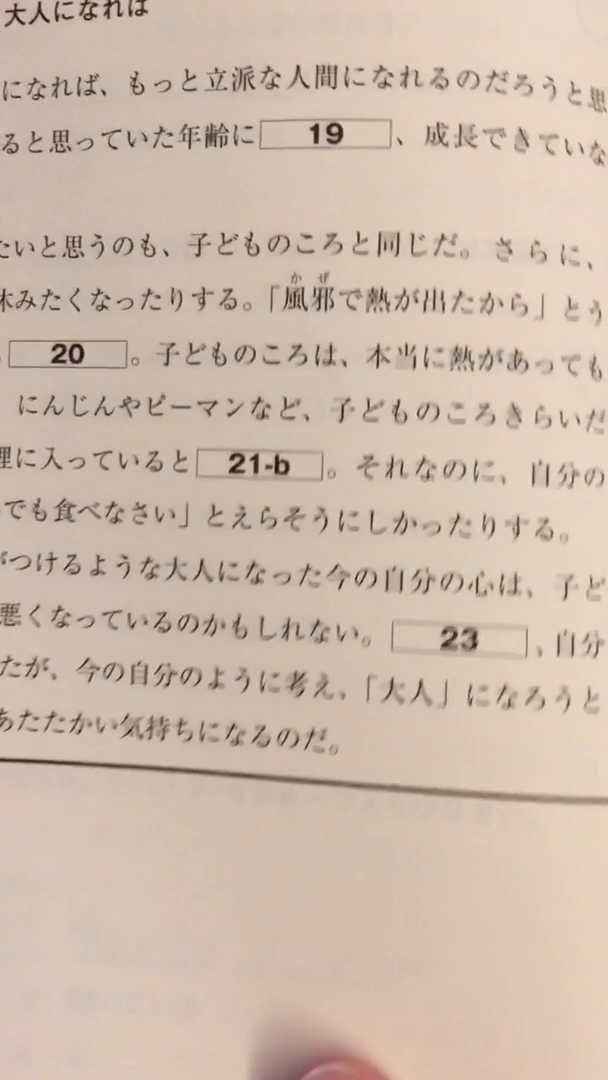 大人になれば
になれば、もっと立派な人間になれるのだろうと思
ると思っていた年齢に 19 、成長できていな
たいと思うのも、子どものころと同じだ。さらに、
休みたくなったりする。「風邪で熱が出たから」とう
かぜ
20 。子どものころは、本当に熱があっても
にんじんやピーマンなど、子どものころきらいだ
理に入っていると 21-b 。それなのに、自分の
でも食べなさい」とえらそうにしかったりする。
がつけるような大人になった今の自分の心は、子ど
悪くなっているのかもしれない。 23 、自分
たが、今の自分のように考え、「大人」になろうと
あたたかい気持ちになるのだ。